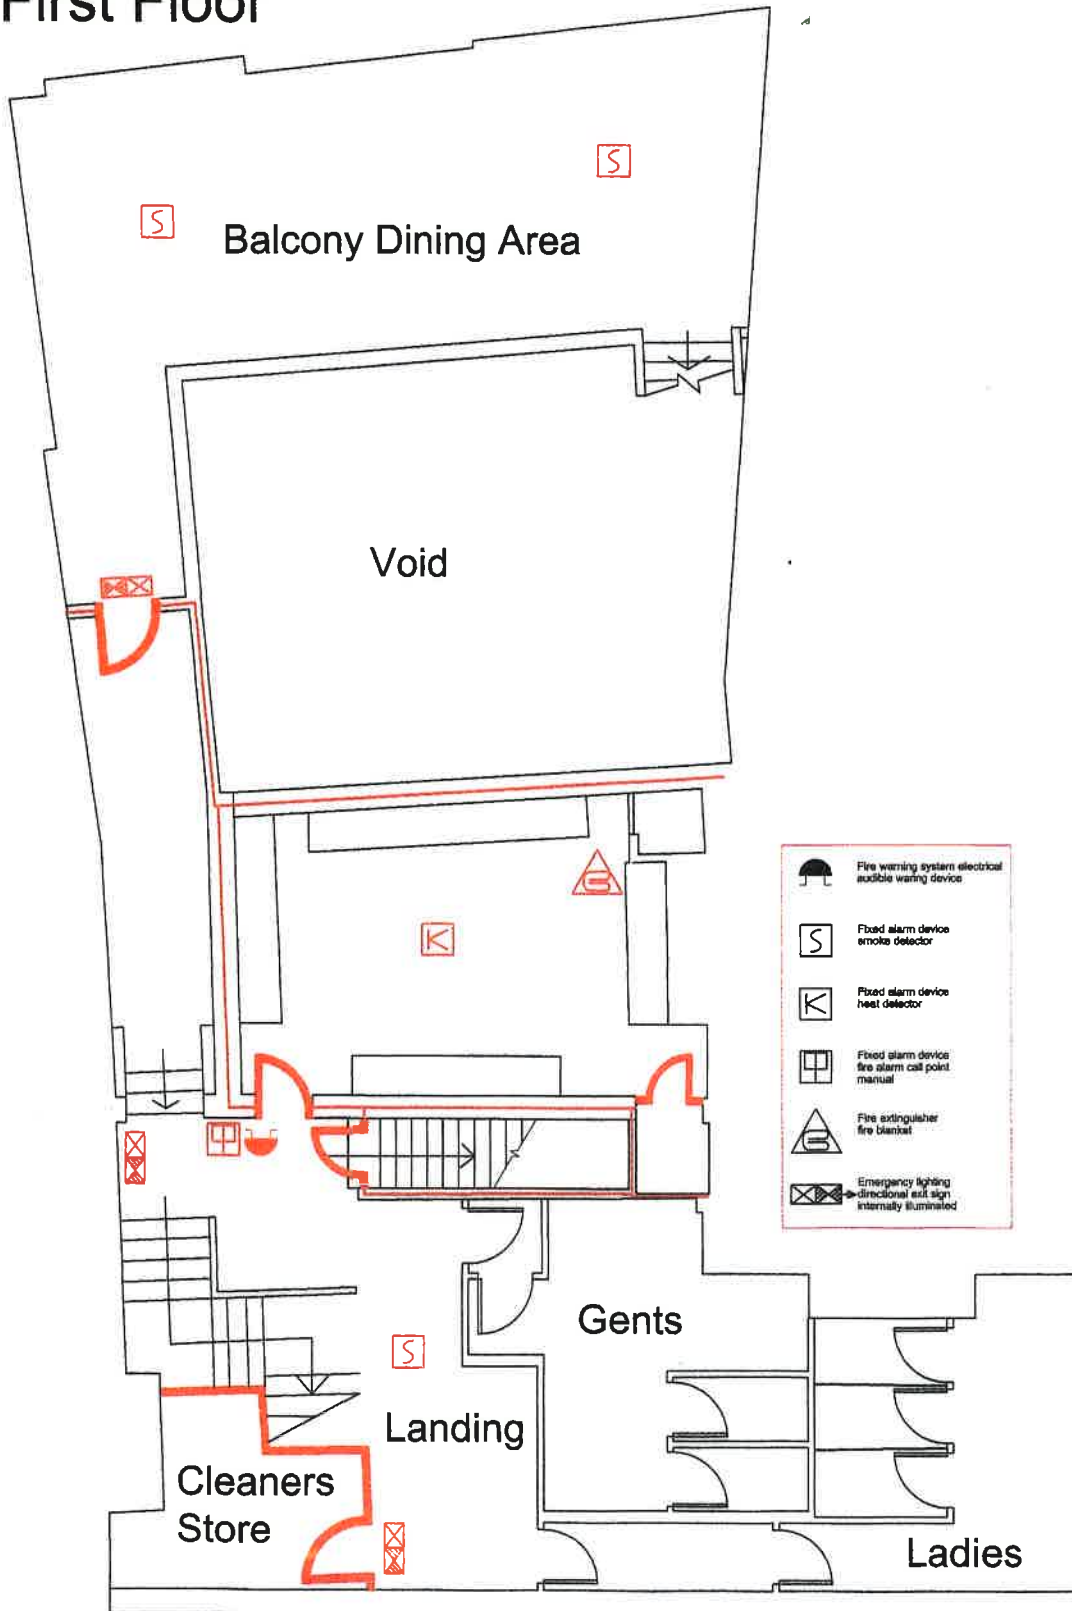 First Floor
S
S
Balcony Dining Area
Void
K
Fire warning system electrical
audible waring device
S
Fixed alarm device
smoke detector
K
Fixed alarm device
heat detector
Fixed alarm device
fire alarm call point
manual
Fire extinguisher
fire blanket
Emergency lighting
directional exit sign
internally illuminated
Gents
S
Landing
Cleaners
Store
Ladies